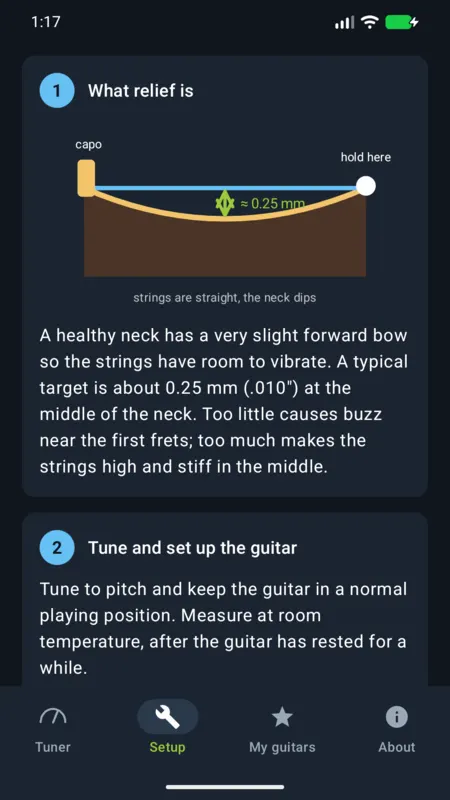 1:17
1 What relief is
capo
hold here
≈ 0.25 mm
strings are straight, the neck dips
A healthy neck has a very slight forward bow
so the strings have room to vibrate. A typical
target is about 0.25 mm (.010") at the
middle of the neck. Too little causes buzz
near the first frets; too much makes the
strings high and stiff in the middle.
2 Tune and set up the guitar
Tune to pitch and keep the guitar in a normal
playing position. Measure at room
temperature, after the guitar has rested for a
while.
Tuner Setup My guitars About